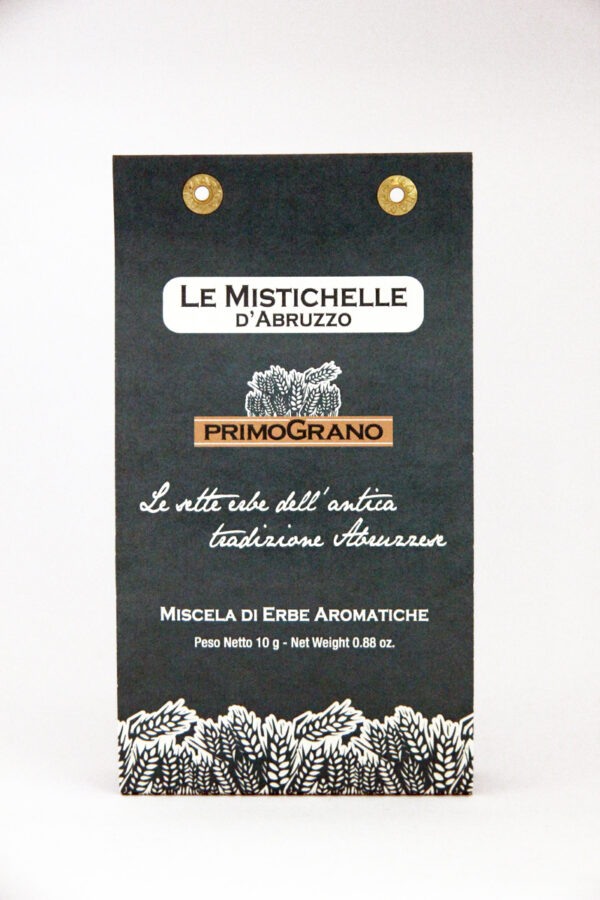 LE MISTICHELLE
D'ABRUZZO
PRIMOGRANO
Le sette erbe dell'antica
tradizione Abruzzese
MISCELA DI ERBE AROMATICHE
Peso Netto 10 g - Net Weight 0.88 oz.